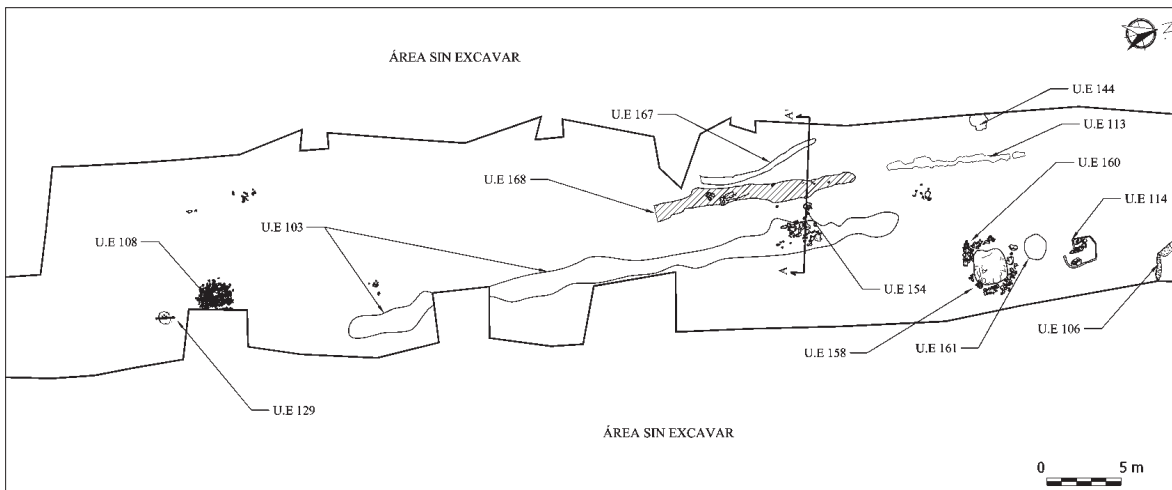 ÁREA SIN EXCAVAR
N
U.E 144
U.E 167
A'
U.E 113
U.E 160
U.E 168
U.E 114
U.E 103
U.E 108
A
U.E 154
U.E 106
U.E 161
U.E 158
U.E 129
ÁREA SIN EXCAVAR
0 5 m